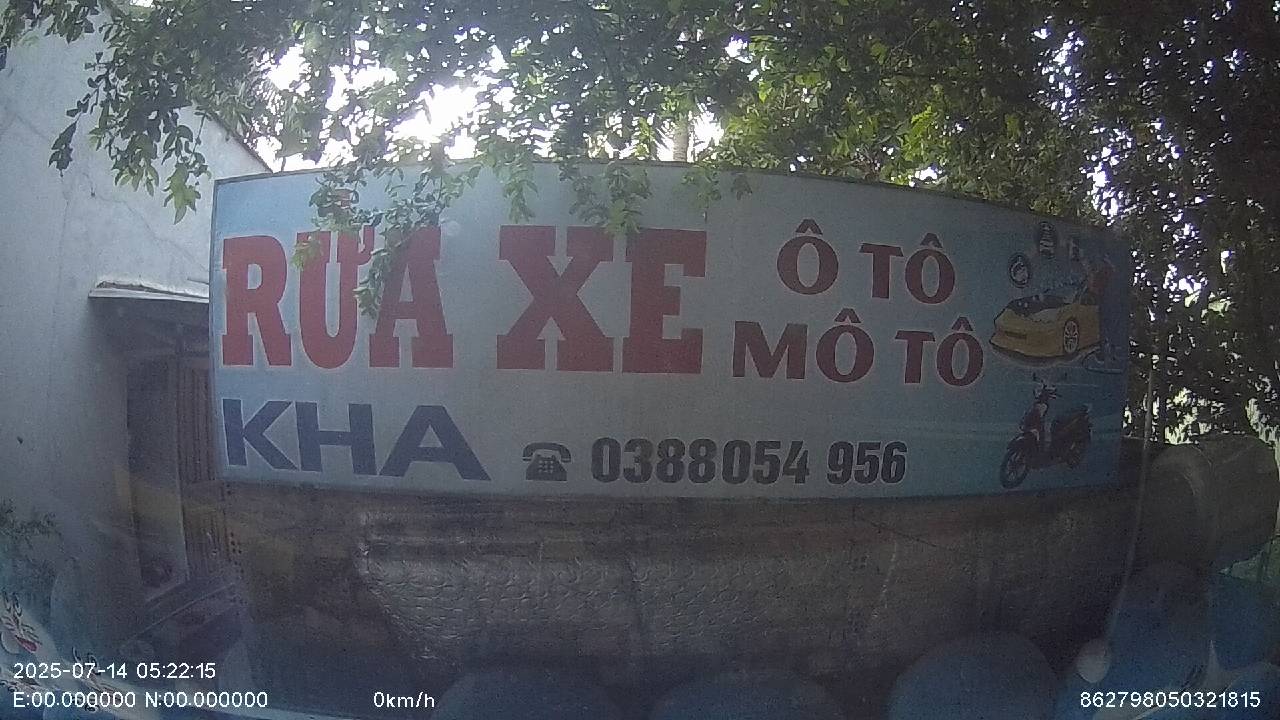 RỬA XE
Ô TÔ
MÔ TÔ
KHA
0388054 956
2025-07-14 05:22:15
E:00.000000 N:00.000000
0km/h
862798050321815